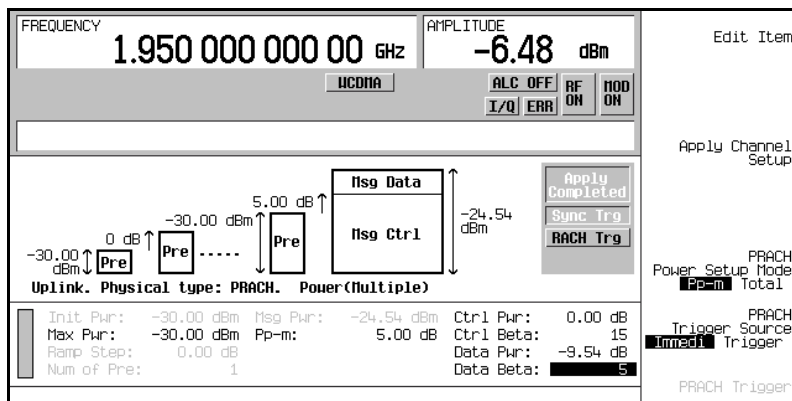 FREQUENCY
1.950 000 000 00 GHz
AMPLITUDE
-6.48 dBm
WCDMA
ALC OFF
RF ON
MOD ON
I/Q
ERR
Edit Item
Apply Channel
Setup
PRACH
Power Setup Mode
Pp-m Total
PRACH
Trigger Source
Immedi Trigger
PRACH Trigger
Msg Data
Msg Ctrl
5.00 dB
-30.00 dBm
0 dB
-30.00
dBm
Pre
Pre
.....
Pre
-24.54
dBm
Apply
Completed
Sync Trg
RACH Trg
Uplink. Physical type: PRACH. Power(Multiple)
Init Pwr: -30.00 dBm Msg Pwr: -24.54 dBm Ctrl Pwr: 0.00 dB
Max Pwr: -30.00 dBm Pp-m: 5.00 dB Ctrl Beta: 15
Ramp Step: 0.00 dB Data Pwr: -9.54 dB
Num of Pre: 1 Data Beta: 5